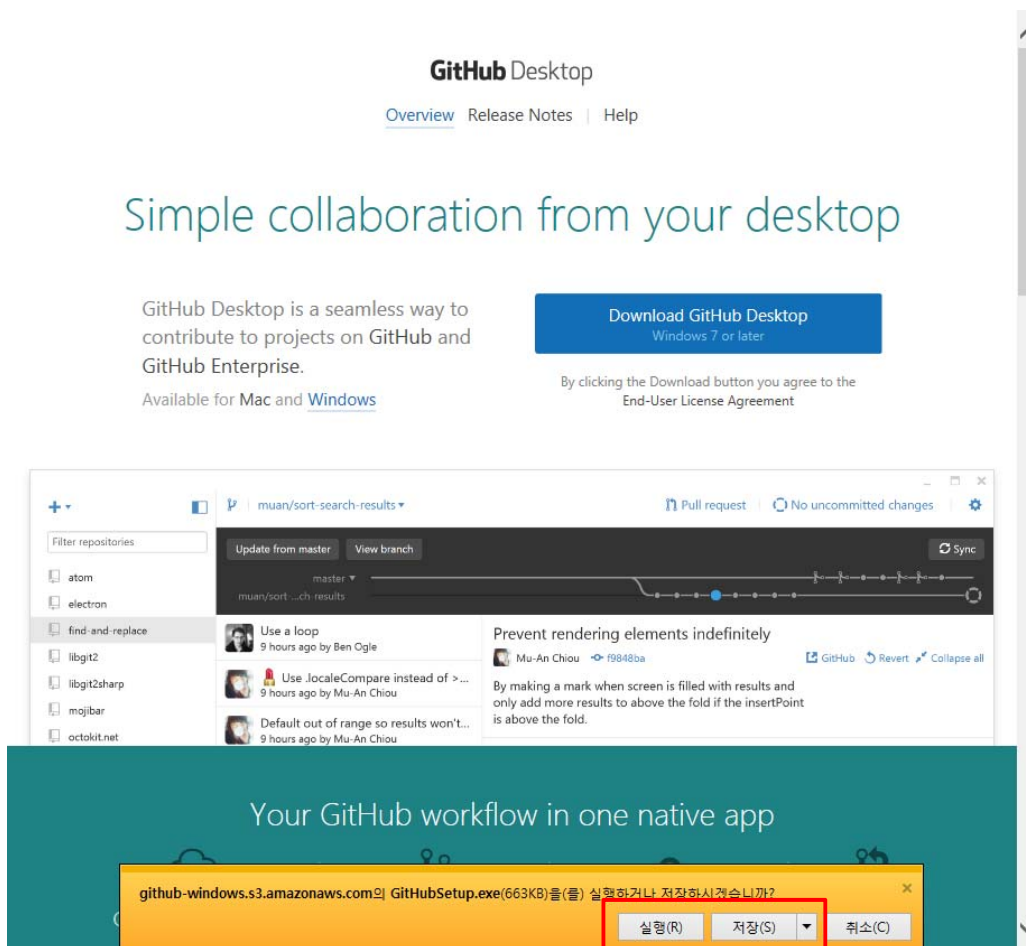 GitHub Desktop
Overview Release Notes Help
Simple collaboration from your desktop
GitHub Desktop is a seamless way to
contribute to projects on GitHub and
GitHub Enterprise.
Available for Mac and Windows
Download GitHub Desktop
Windows 7 or later
By clicking the Download button you agree to the
End-User License Agreement
muan/sort-search-results
Pull request
No uncommitted changes
Filter repositories
Update from master
View branch
Sync
master
muan/sort-...ch-results
atom
electron
find-and-replace
libgit2
libgit2sharp
mojibar
octokit.net
Use a loop
9 hours ago by Ben Ogle
Use .localeCompare instead of >...
9 hours ago by Mu-An Chiou
Default out of range so results won't...
9 hours ago by Mu-An Chiou
Prevent rendering elements indefinitely
Mu-An Chiou f9848ba
GitHub Revert Collapse all
By making a mark when screen is filled with results and
only add more results to above the fold if the insertPoint
is above the fold.
Your GitHub workflow in one native app
github-windows.s3.amazonaws.com의 GitHubSetup.exe(663KB)을(를) 실행하거나 저장하시겠습니까?
실행(R) 저장(S) 취소(C)